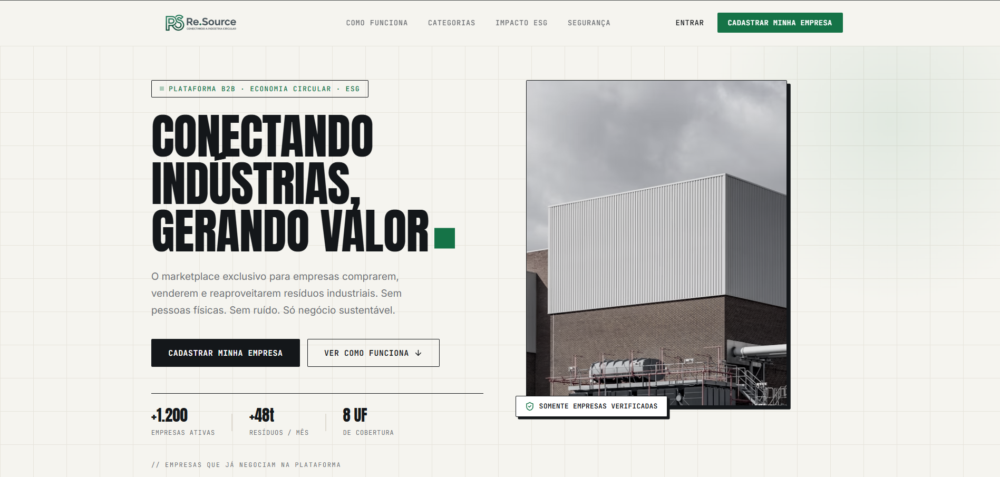 Re.Source
CONECTANDO A INDÚSTRIA CIRCULAR
COMO FUNCIONA
CATEGORIAS
IMPACTO ESG
SEGURANÇA
ENTRAR
CADASTRAR MINHA EMPRESA
PLATAFORMA B2B · ECONOMIA CIRCULAR · ESG
CONECTANDO
INDÚSTRIAS,
GERANDO VALOR
O marketplace exclusivo para empresas comprarem,
venderem e reaproveitarem resíduos industriais. Sem
pessoas físicas. Sem ruído. Só negócio sustentável.
CADASTRAR MINHA EMPRESA
VER COMO FUNCIONA ↓
SOMENTE EMPRESAS VERIFICADAS
+1.200
EMPRESAS ATIVAS
+48t
RESÍDUOS / MÊS
8 UF
DE COBERTURA
// EMPRESAS QUE JÁ NEGOCIAM NA PLATAFORMA